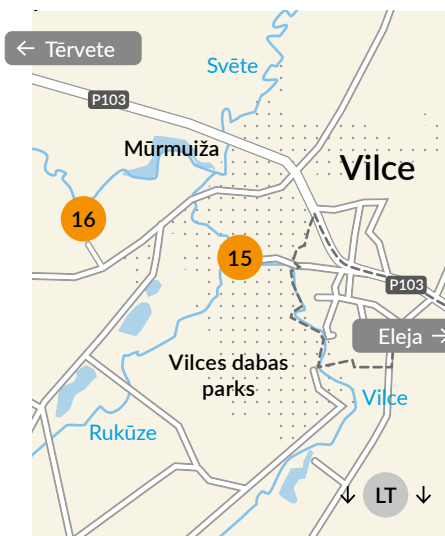 ← Tērvete
Svēte
P103
Mūrmuiža
Vilce
16
15
P103
Eleja →
Vilces dabas
parks
Vilce
Rukūze
↓ LT ↓